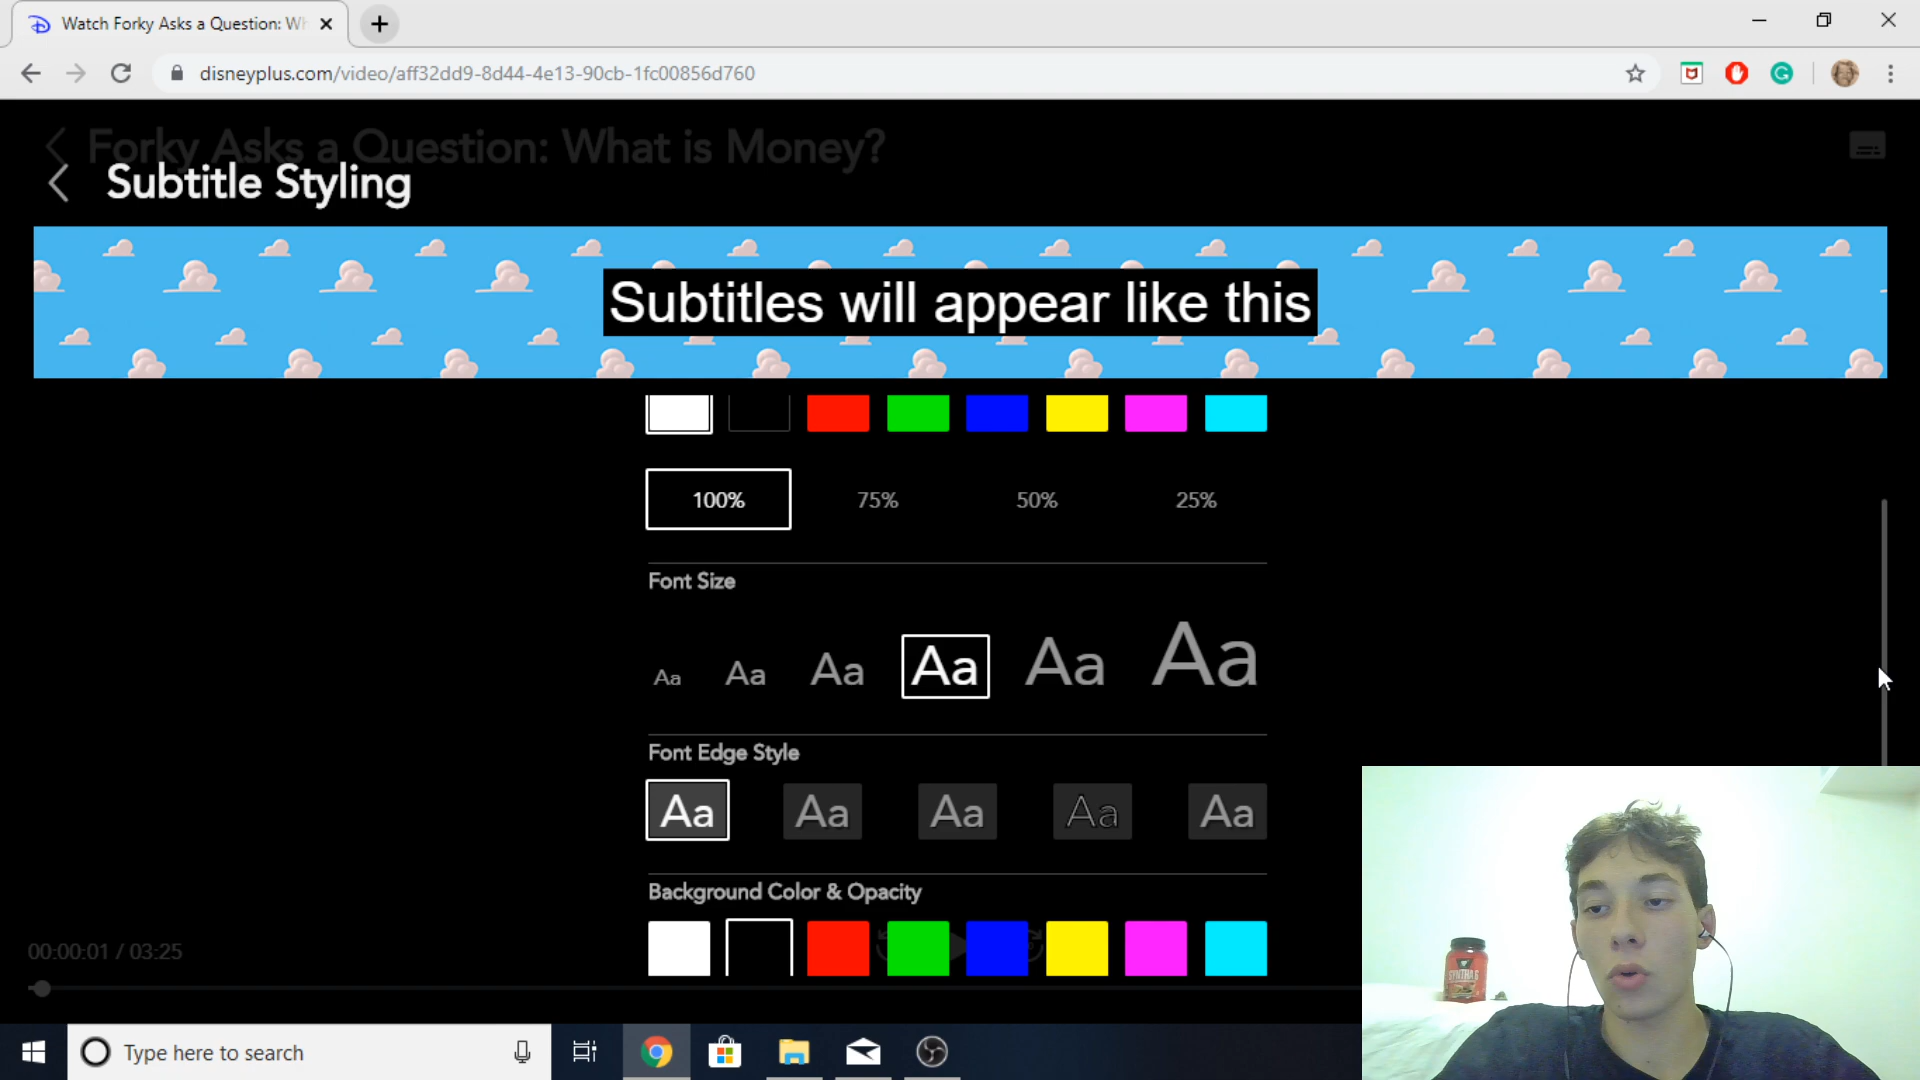 Watch Forky Asks a Question: Wh
disneyplus.com/video/aff32dd9-8d44-4e13-90cb-1fc00856d760
Forky Asks a Question: What is Money?
Subtitle Styling
Subtitles will appear like this
100% 75% 50% 25%
Font Size
Aa Aa Aa Aa Aa Aa
Font Edge Style
Aa Aa Aa Aa Aa
Background Color & Opacity
00:00:01 / 03:25
SYNTHA6
Type here to search